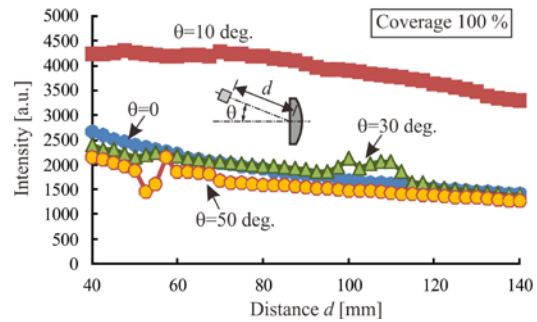 5000
Coverage 100 %
4500
θ=10 deg.
4000
3500
d
3000
θ=0
θ
θ=30 deg.
2500
2000
1500
1000
θ=50 deg.
500
0
40
60
80
100
120
140
Intensity [a.u.]
Distance d [mm]